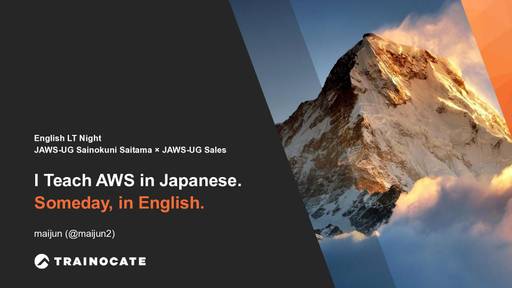 English LT Night
JAWS-UG Sainokuni Saitama × JAWS-UG Sales
I Teach AWS in Japanese.
Someday, in English.
maijun (@maijun2)
TRAINOCATE